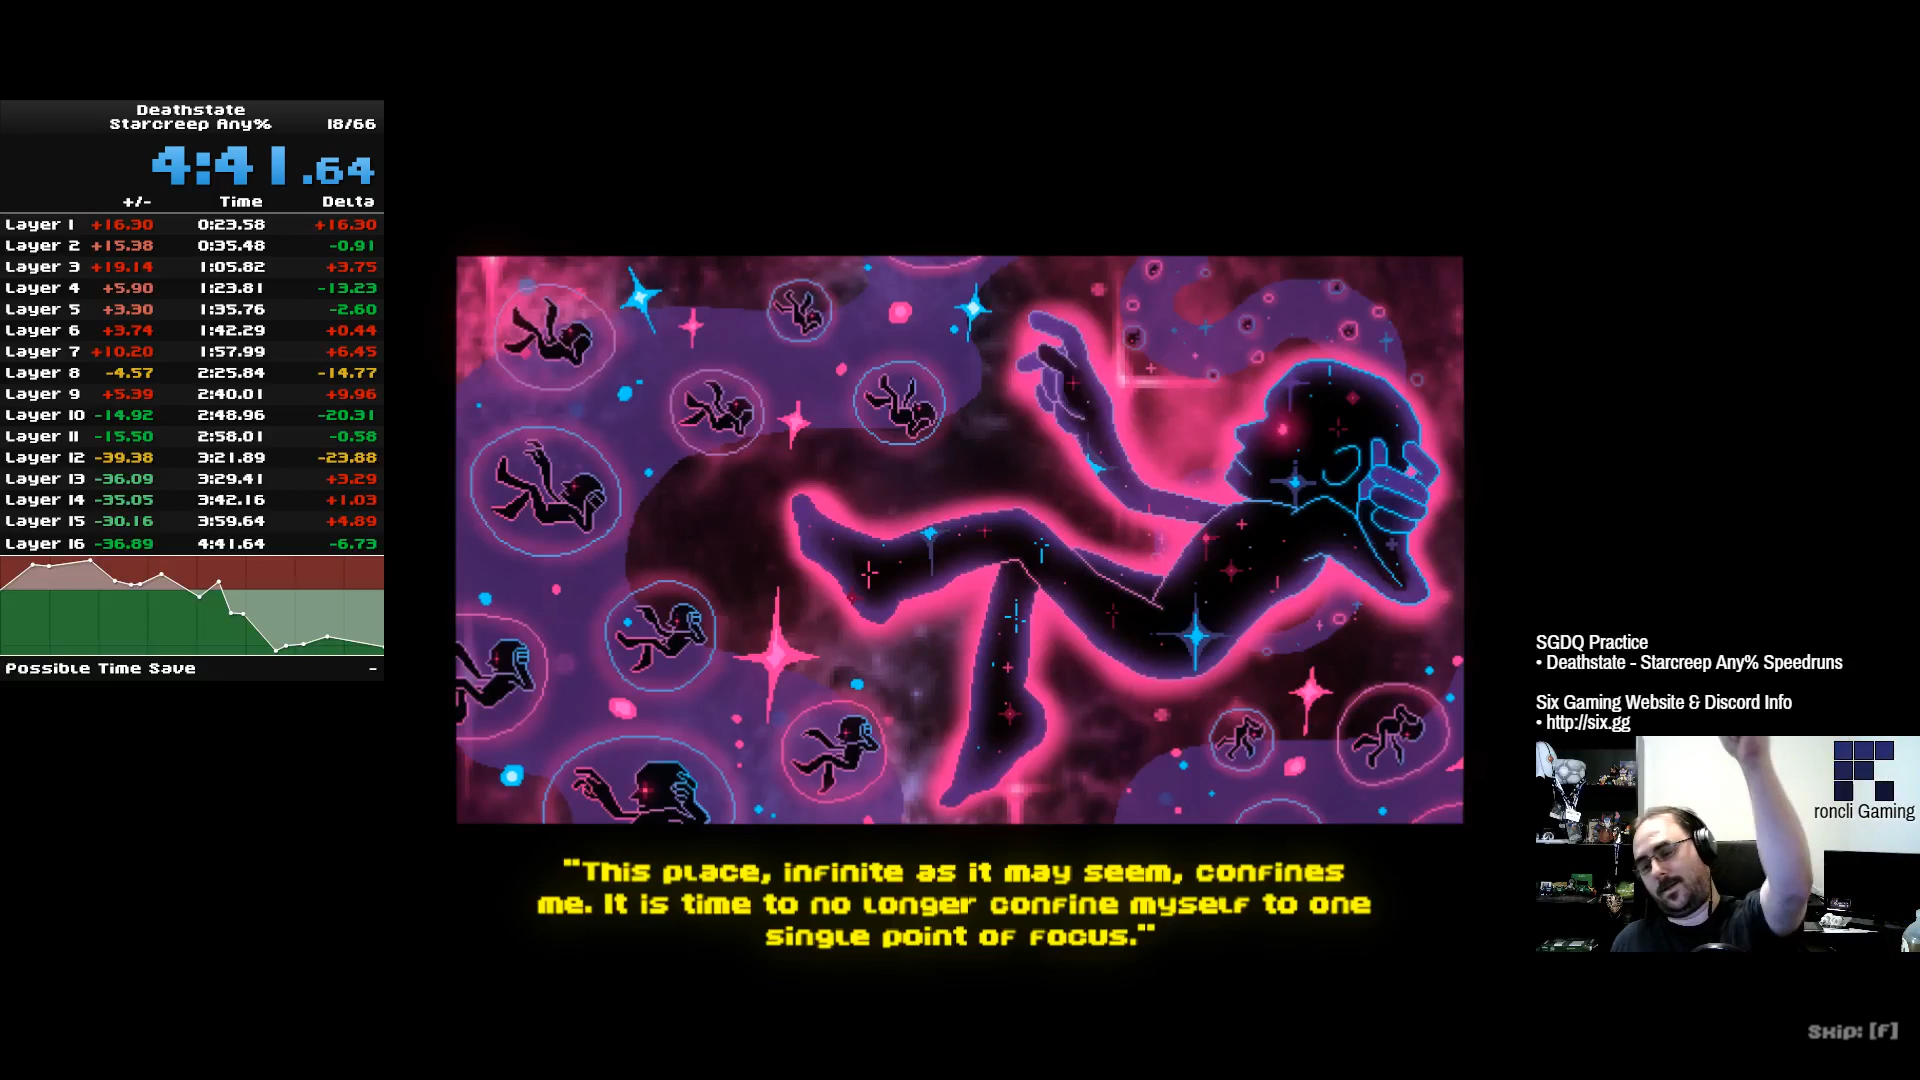 Deathstate
Starcreep Any% 18/66
4:41.64
+/- Time Delta
Layer 1 +16.30 0:23.58 +16.30
Layer 2 +15.38 0:35.48 -0.91
Layer 3 +19.14 1:05.82 +3.75
Layer 4 +5.90 1:23.81 -13.23
Layer 5 +3.30 1:35.76 -2.60
Layer 6 +3.74 1:42.29 +0.44
Layer 7 +10.20 1:57.99 +6.45
Layer 8 -4.57 2:25.84 -14.77
Layer 9 +5.39 2:40.01 +9.96
Layer 10 -14.92 2:48.96 -20.31
Layer 11 -15.50 2:58.01 -0.58
Layer 12 -39.38 3:21.89 -23.88
Layer 13 -36.09 3:29.41 +3.29
Layer 14 -35.05 3:42.16 +1.03
Layer 15 -30.16 3:59.64 +4.89
Layer 16 -36.89 4:41.64 -6.73
Possible Time Save -
SGDQ Practice
• Deathstate - Starcreep Any% Speedruns
Six Gaming Website & Discord Info
• http://six.gg
roncli Gaming
"This place, infinite as it may seem, confines
me. It is time to no longer confine myself to one
single point of focus."
Skip: [F]